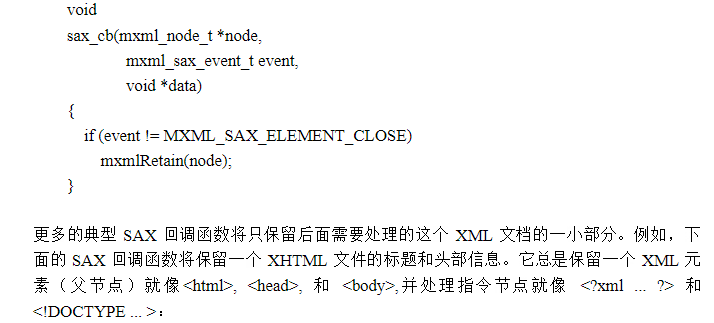 void
sax_cb(mxml_node_t *node,
mxml_sax_event_t event,
void *data)
{
if (event != MXML_SAX_ELEMENT_CLOSE)
mxmlRetain(node);
}
更多的典型 SAX 回调函数将只保留后面需要处理的这个 XML 文档的一小部分。例如，下
面的 SAX 回调函数将保留一个 XHTML 文件的标题和头部信息。它总是保留一个 XML 元
素（父节点）就像<html>, <head>, 和 <body>,并处理指令节点就像 <?xml ... ?> 和
<!DOCTYPE ... >：